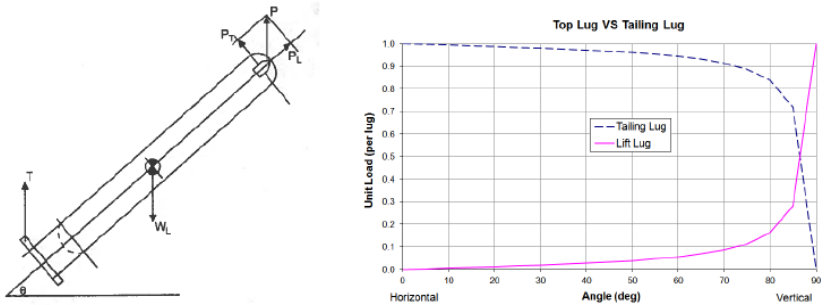 P
P_T
P_L
T
W_L
θ
Top Lug VS Tailing Lug
Unit Load (per lug)
1.0
0.9
0.8
0.7
0.6
0.5
0.4
0.3
0.2
0.1
0.0
Tailing Lug
Lift Lug
0 10 20 30 40 50 60 70 80 90
Horizontal Angle (deg) Vertical